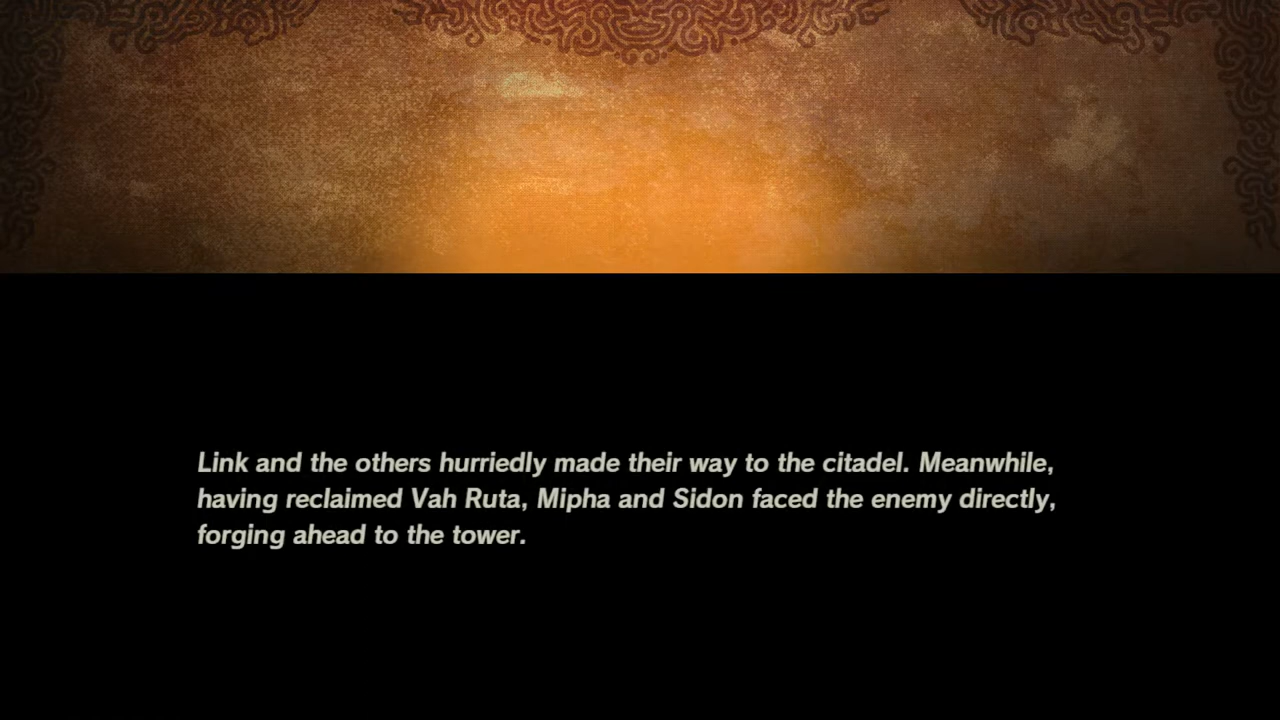 Link and the others hurriedly made their way to the citadel. Meanwhile,
having reclaimed Vah Ruta, Mipha and Sidon faced the enemy directly,
forging ahead to the tower.